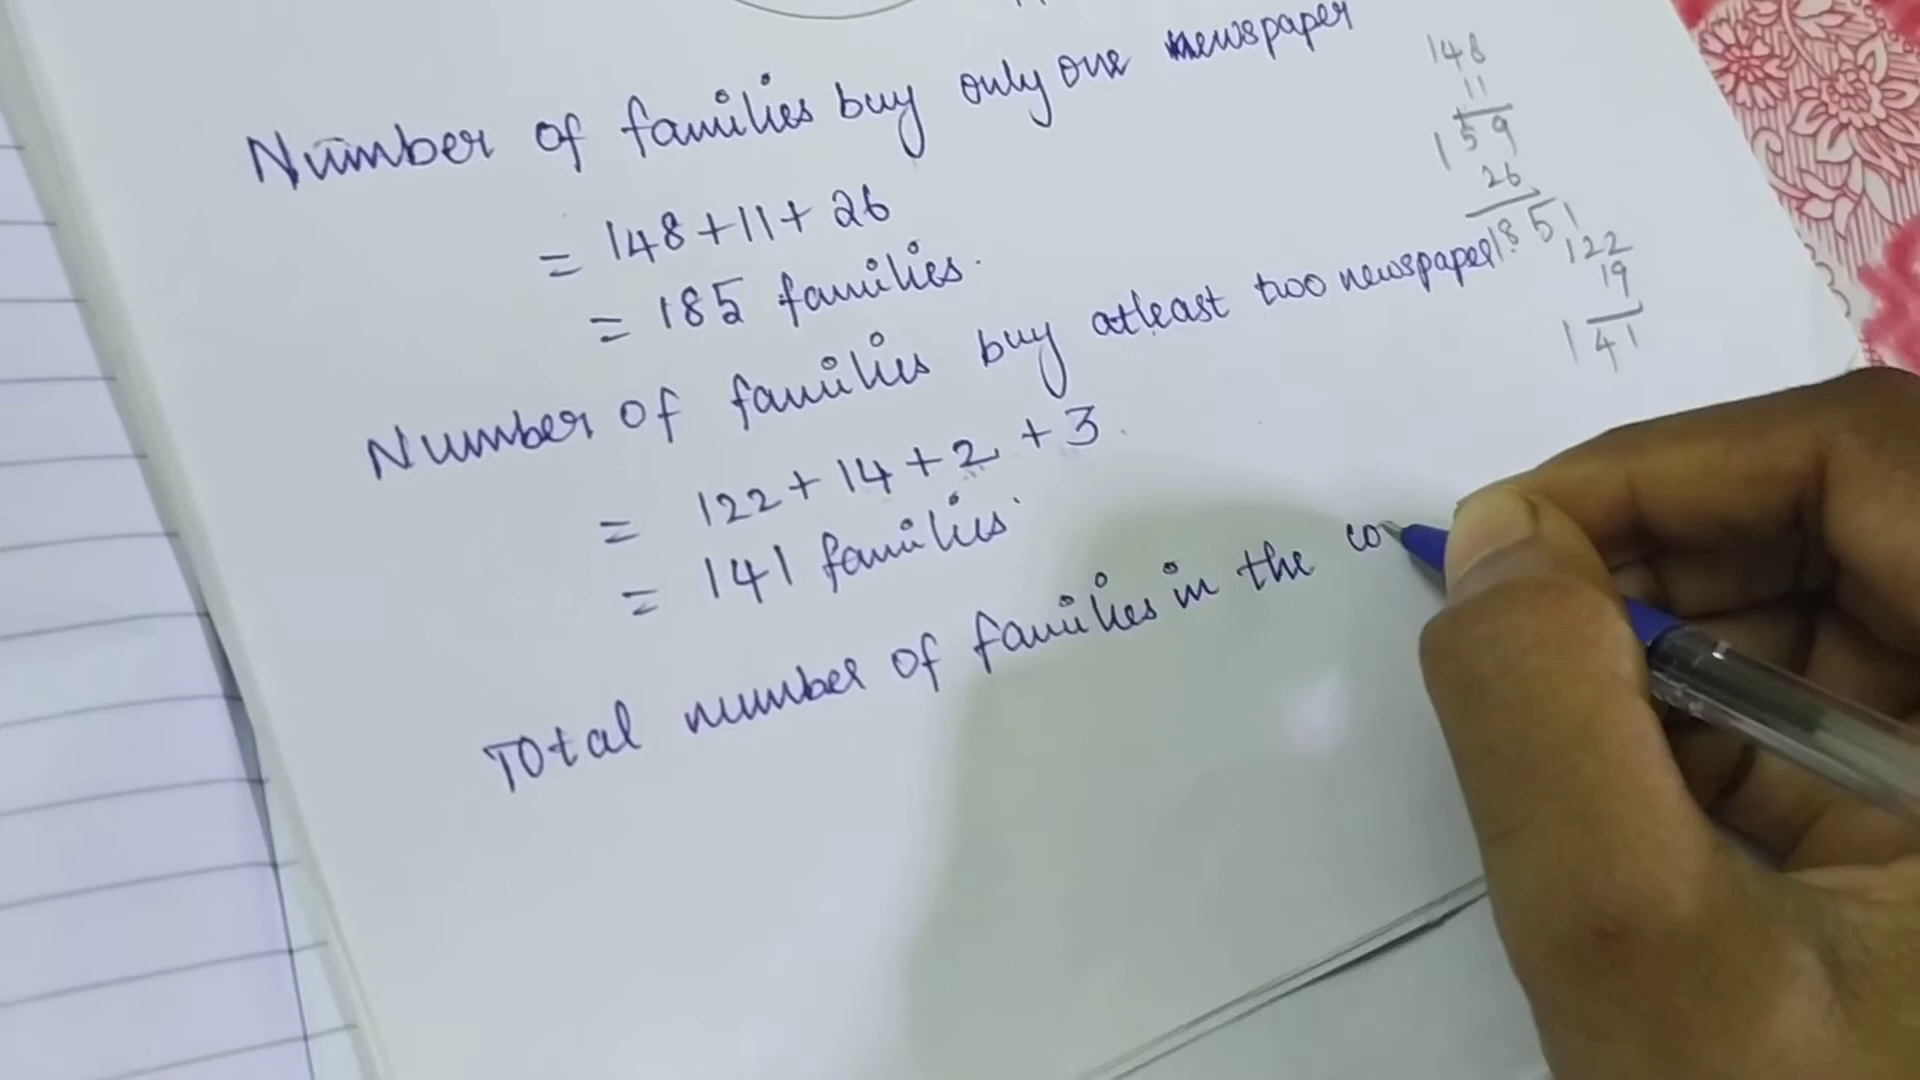 Number of families buy only one newspaper
= 148+11+26
= 185 families.
Number of families buy atleast two newspaper
= 122+14+2+3
= 141 families.
Total number of families in the co
148
11
159
26
185
122
19
141